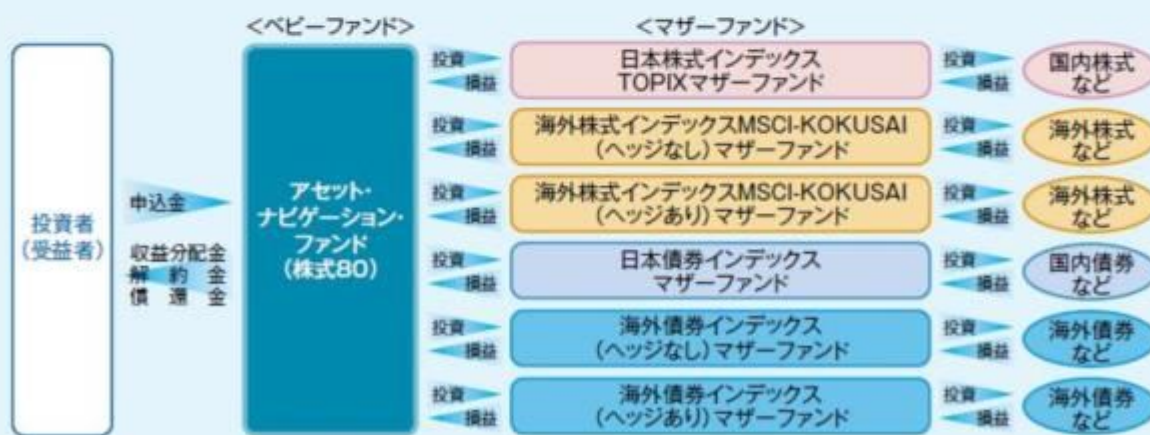 <ベビーファンド>
<マザーファンド>
投資者
(受益者)
申込金
収益分配金
解約金
償還金
アセット・
ナビゲーション・
ファンド
(株式80)
投資
損益
日本株式インデックス
TOPIXマザーファンド
投資
損益
国内株式
など
投資
損益
海外株式インデックスMSCI-KOKUSAI
(ヘッジなし)マザーファンド
投資
損益
海外株式
など
投資
損益
海外株式インデックスMSCI-KOKUSAI
(ヘッジあり)マザーファンド
投資
損益
海外株式
など
投資
損益
日本債券インデックス
マザーファンド
投資
損益
国内債券
など
投資
損益
海外債券インデックス
(ヘッジなし)マザーファンド
投資
損益
海外債券
など
投資
損益
海外債券インデックス
(ヘッジあり)マザーファンド
投資
損益
海外債券
など